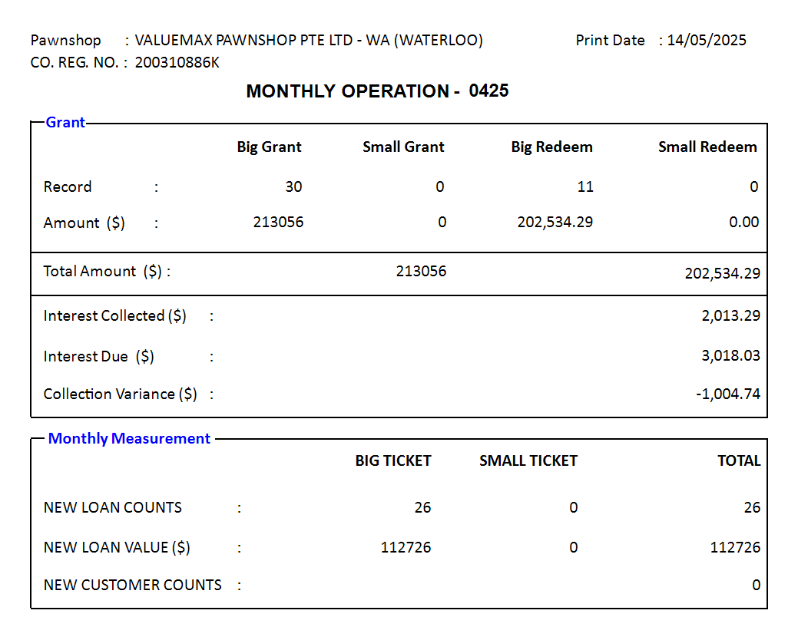 Pawnshop : VALUEMAX PAWNSHOP PTE LTD - WA (WATERLOO) Print Date : 14/05/2025
CO. REG. NO. : 200310886K
MONTHLY OPERATION - 0425
Grant
Big Grant Small Grant Big Redeem Small Redeem
Record : 30 0 11 0
Amount ($) : 213056 0 202,534.29 0.00
Total Amount ($) : 213056 202,534.29
Interest Collected ($) : 2,013.29
Interest Due ($) : 3,018.03
Collection Variance ($) : -1,004.74
Monthly Measurement
BIG TICKET SMALL TICKET TOTAL
NEW LOAN COUNTS : 26 0 26
NEW LOAN VALUE ($) : 112726 0 112726
NEW CUSTOMER COUNTS : 0